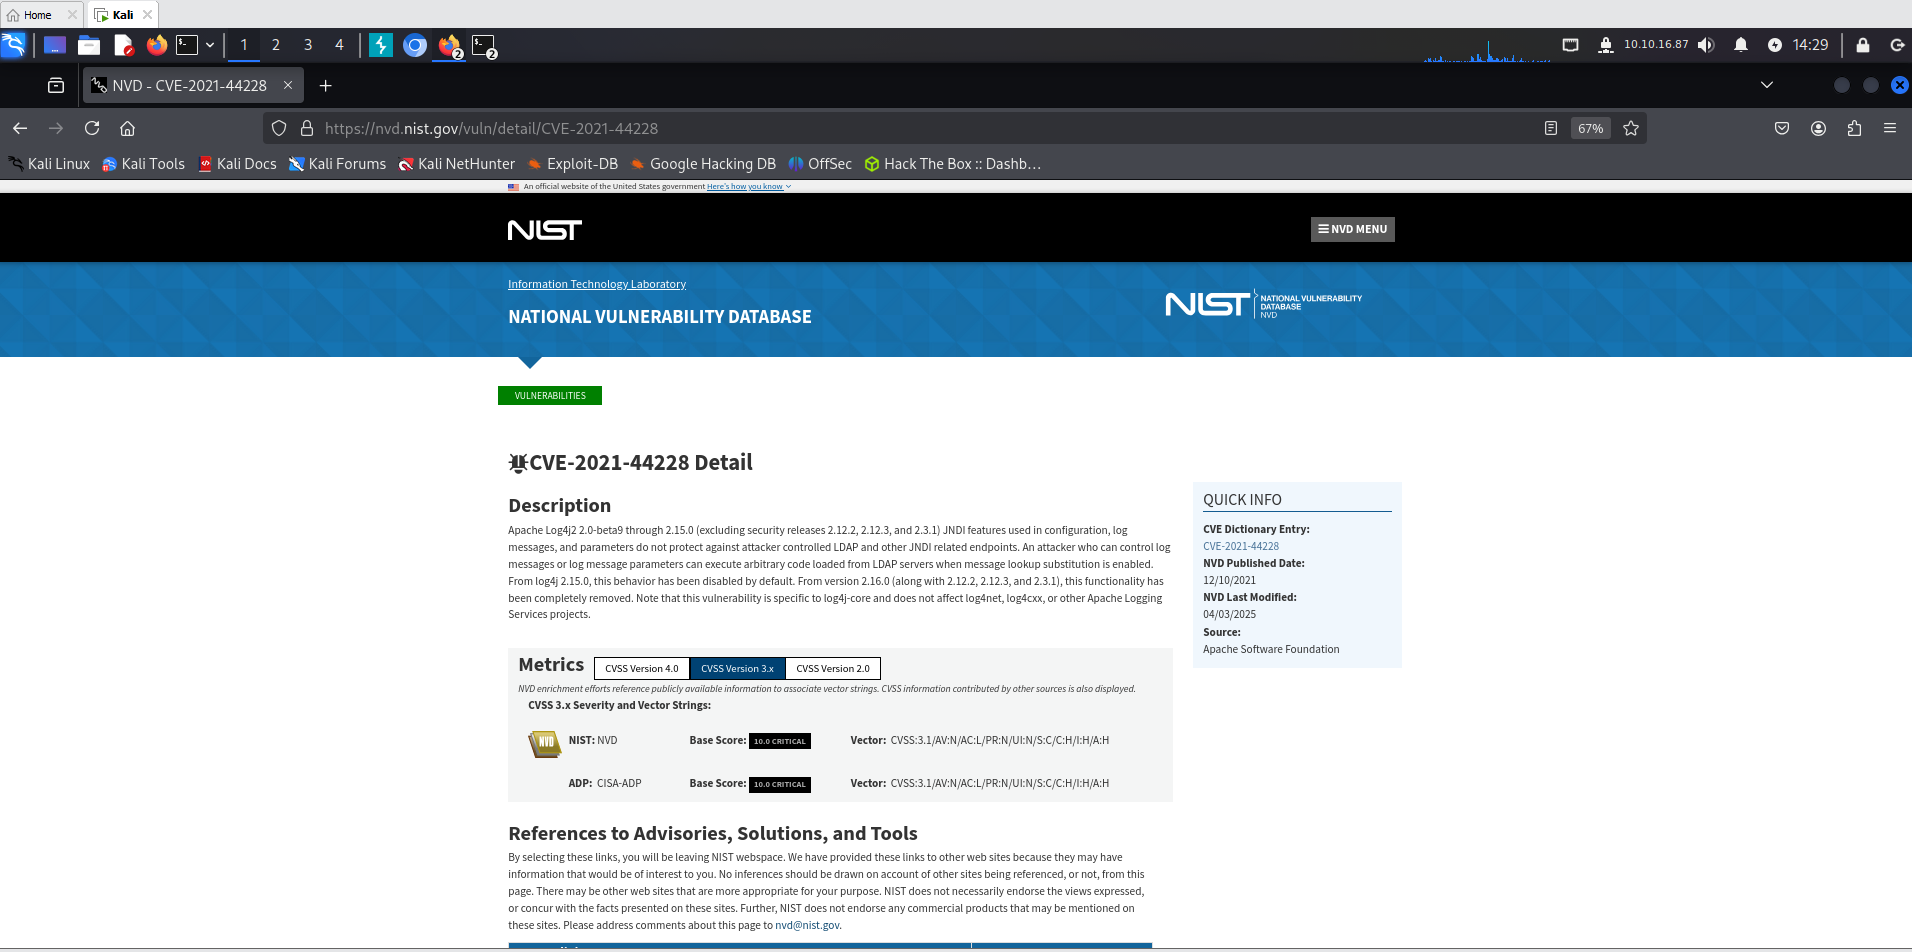 Home
Kali
1 2 3 4
2
2
10.10.16.87
14:29
NVD - CVE-2021-44228
https://nvd.nist.gov/vuln/detail/CVE-2021-44228
67%
Kali Linux Kali Tools Kali Docs Kali Forums Kali NetHunter Exploit-DB Google Hacking DB OffSec Hack The Box :: Dashb…
An official website of the United States government Here's how you know
NIST
NVD MENU
Information Technology Laboratory
NATIONAL VULNERABILITY DATABASE
NIST
NATIONAL VULNERABILITY
DATABASE
NVD
VULNERABILITIES
CVE-2021-44228 Detail
Description
Apache Log4j2 2.0-beta9 through 2.15.0 (excluding security releases 2.12.2, 2.12.3, and 2.3.1) JNDI features used in configuration, log
messages, and parameters do not protect against attacker controlled LDAP and other JNDI related endpoints. An attacker who can control log
messages or log message parameters can execute arbitrary code loaded from LDAP servers when message lookup substitution is enabled.
From log4j 2.15.0, this behavior has been disabled by default. From version 2.16.0 (along with 2.12.2, 2.12.3, and 2.3.1), this functionality has
been completely removed. Note that this vulnerability is specific to log4j-core and does not affect log4net, log4cxx, or other Apache Logging
Services projects.
QUICK INFO
CVE Dictionary Entry:
CVE-2021-44228
NVD Published Date:
12/10/2021
NVD Last Modified:
04/03/2025
Source:
Apache Software Foundation
Metrics
CVSS Version 4.0 CVSS Version 3.x CVSS Version 2.0
NVD enrichment efforts reference publicly available information to associate vector strings. CVSS information contributed by other sources is also displayed.
CVSS 3.x Severity and Vector Strings:
NVD
NIST: NVD Base Score: 10.0 CRITICAL Vector: CVSS:3.1/AV:N/AC:L/PR:N/UI:N/S:C/C:H/I:H/A:H
ADP: CISA-ADP Base Score: 10.0 CRITICAL Vector: CVSS:3.1/AV:N/AC:L/PR:N/UI:N/S:C/C:H/I:H/A:H
References to Advisories, Solutions, and Tools
By selecting these links, you will be leaving NIST webspace. We have provided these links to other web sites because they may have
information that would be of interest to you. No inferences should be drawn on account of other sites being referenced, or not, from this
page. There may be other web sites that are more appropriate for your purpose. NIST does not necessarily endorse the views expressed,
or concur with the facts presented on these sites. Further, NIST does not endorse any commercial products that may be mentioned on
these sites. Please address comments about this page to nvd@nist.gov.